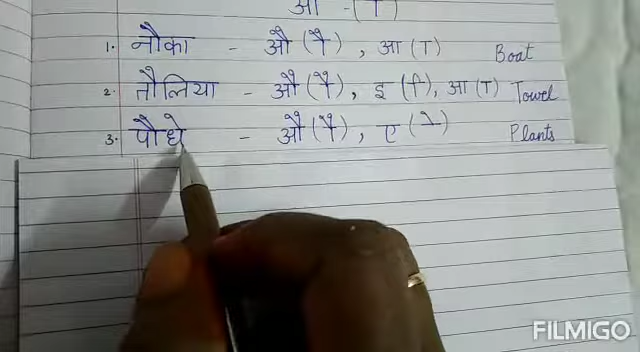 आ - (ा)
1. नौका - औ (ौ), आ (ा) Boat
2. तौलिया - औ (ौ), इ (ि), आ (ा) Towel
3. पौधे - औ (ौ), ए (े) Plants
FILMIGO